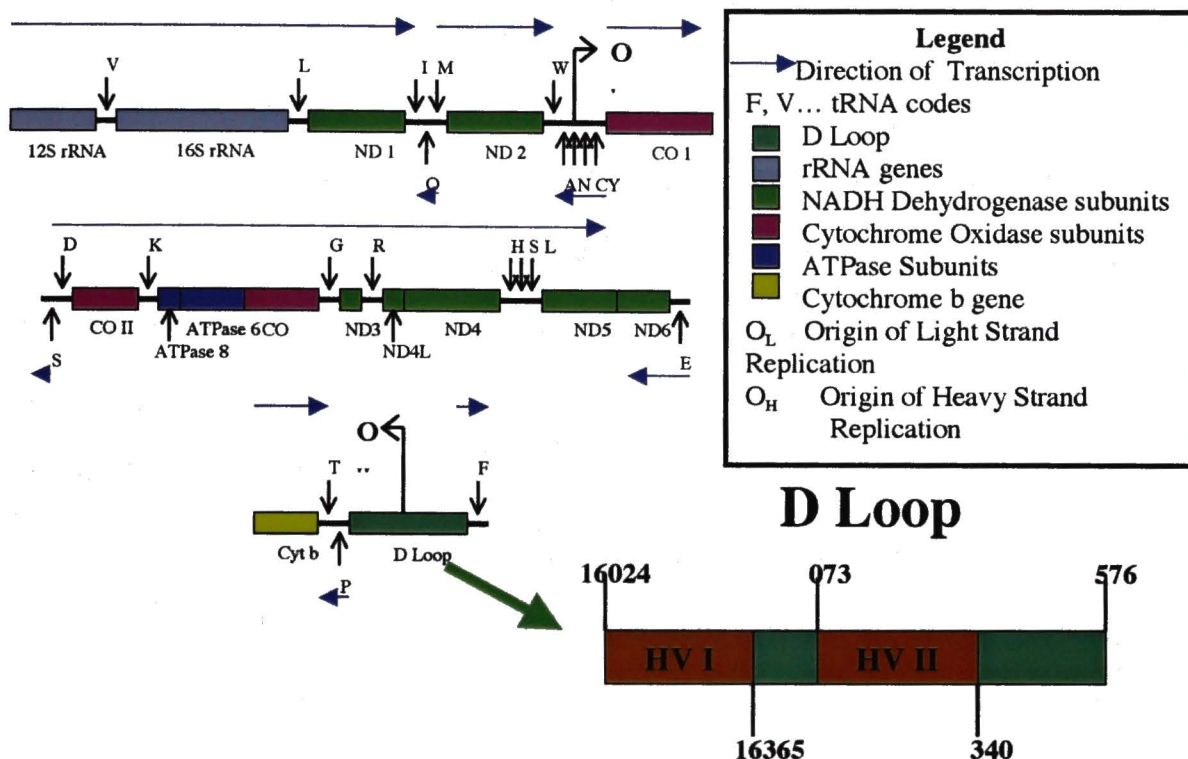 V
L
I M
W
O
12S rRNA
16S rRNA
ND 1
ND 2
CO 1
Q
AN CY
D
K
G
R
H S L
CO II
ATPase 6CO
ND3
ND4
ND5
ND6
ATPase 8
ND4L
S
E
O
T
F
Cyt b
D Loop
P
Legend
Direction of Transcription
F, V... tRNA codes
D Loop
rRNA genes
NADH Dehydrogenase subunits
Cytochrome Oxidase subunits
ATPase Subunits
Cytochrome b gene
OL Origin of Light Strand
Replication
OH Origin of Heavy Strand
Replication
D Loop
16024
073
576
HV I
HV II
16365
340